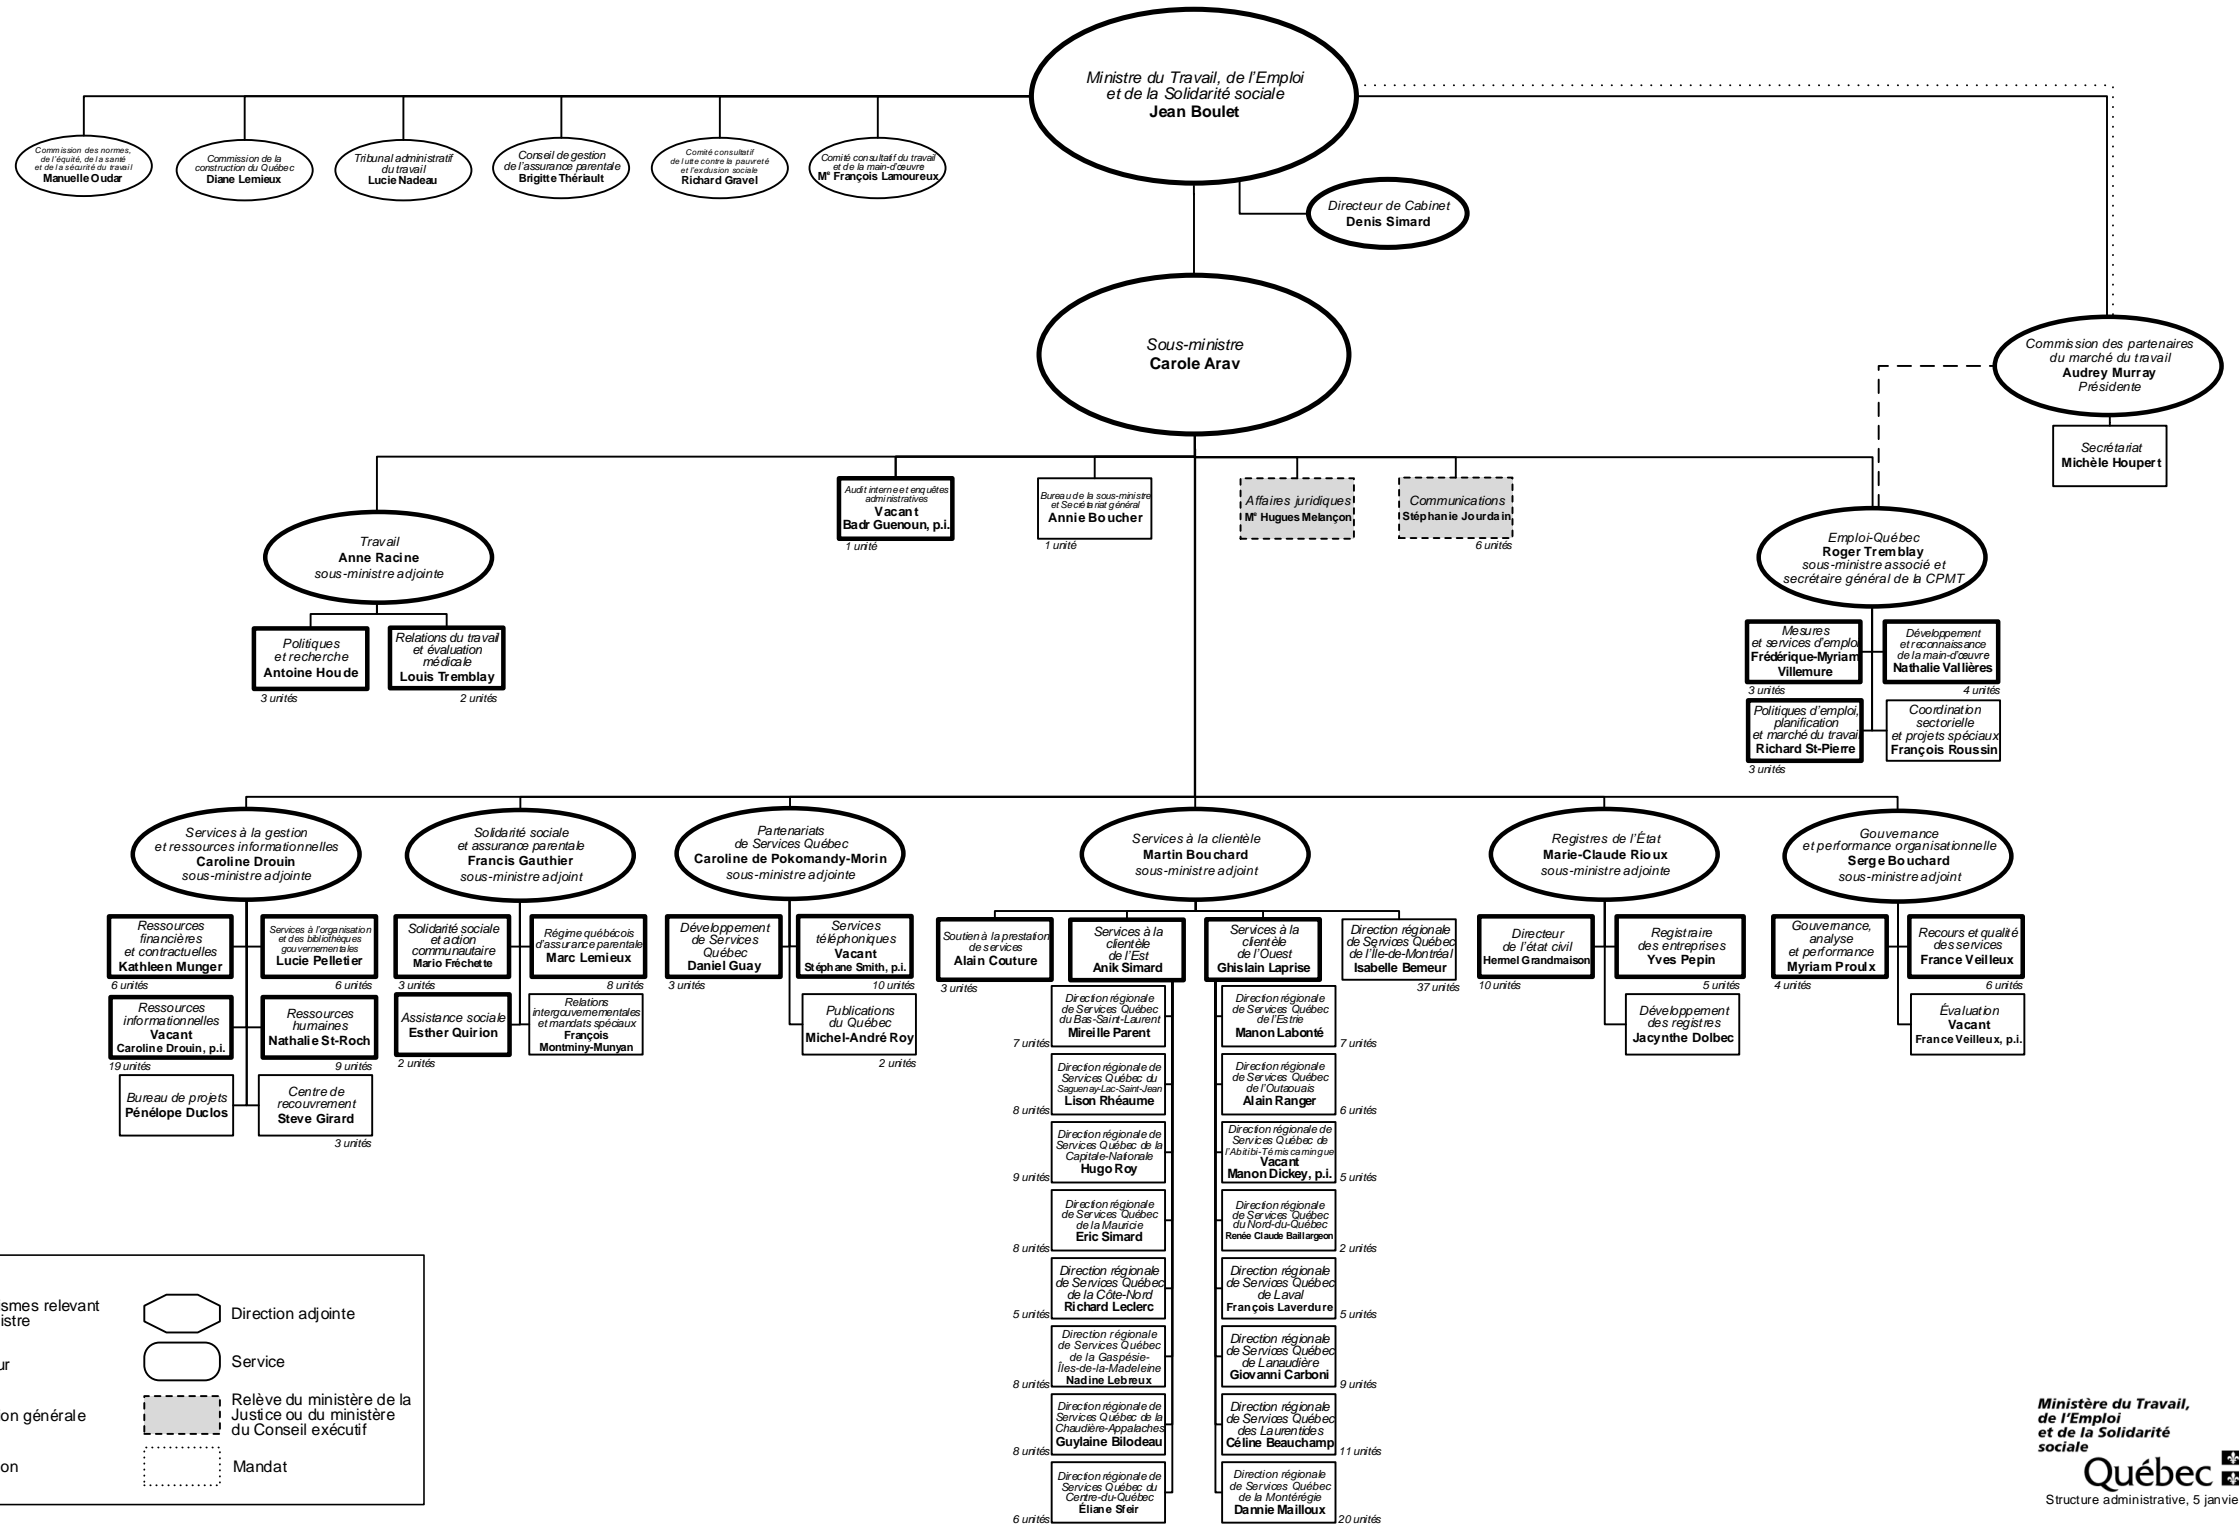 Ministre du Travail, de l'Emploi
et de la Solidarité sociale
Jean Boulet
Commission des normes,
de l'équité, de la santé
et de la sécurité du travail
Manuelle Oudar
Commission de la
construction du Québec
Diane Lemieux
Tribunal administratif
du travail
Lucie Nadeau
Conseil de gestion
de l'assurance parentale
Brigitte Thériault
Comité consultatif
de lutte contre la pauvreté
et l'exclusion sociale
Richard Gravel
Comité consultatif du travail
et de la main-d'œuvre
Me François Lamoureux
Directeur de Cabinet
Denis Simard
Sous-ministre
Carole Arav
Commission des partenaires
du marché du travail
Audrey Murray
Présidente
Secrétariat
Michèle Houpert
Audit interne et enquêtes
administratives
Vacant
Badr Guenoun, p.i.
1 unité
Bureau de la sous-ministre
et Secrétariat général
Annie Boucher
1 unité
Affaires juridiques
Me Hugues Melançon
Communications
Stéphanie Jourdain
6 unités
Travail
Anne Racine
sous-ministre adjointe
Politiques
et recherche
Antoine Houde
3 unités
Relations du travail
et évaluation
médicale
Louis Tremblay
2 unités
Emploi-Québec
Roger Tremblay
sous-ministre associé et
secrétaire général de la CPMT
Mesures
et services d'emploi
Frédérique-Myriam
Villemure
3 unités
Développement
et reconnaissance
de la main-d'œuvre
Nathalie Vallières
4 unités
Politiques d'emploi,
planification
et marché du travail
Richard St-Pierre
3 unités
Coordination
sectorielle
et projets spéciaux
François Roussin
Services à la gestion
et ressources informationnelles
Caroline Drouin
sous-ministre adjointe
Ressources
financières
et contractuelles
Kathleen Munger
6 unités
Services à l'organisation
et des bibliothèques
gouvernementales
Lucie Pelletier
6 unités
Ressources
informationnelles
Vacant
Caroline Drouin, p.i.
19 unités
Ressources
humaines
Nathalie St-Roch
9 unités
Bureau de projets
Pénélope Duclos
Centre de
recouvrement
Steve Girard
3 unités
Solidarité sociale
et assurance parentale
Francis Gauthier
sous-ministre adjoint
Solidarité sociale
et action
communautaire
Mario Fréchette
3 unités
Régime québécois
d'assurance parentale
Marc Lemieux
8 unités
Assistance sociale
Esther Quirion
2 unités
Relations
intergouvernementales
et mandats spéciaux
François
Montminy-Munyan
Partenariats
de Services Québec
Caroline de Pokomandy-Morin
sous-ministre adjointe
Développement
de Services
Québec
Daniel Guay
3 unités
Services
téléphoniques
Vacant
Stéphane Smith, p.i.
10 unités
Publications
du Québec
Michel-André Roy
2 unités
Services à la clientèle
Martin Bouchard
sous-ministre adjoint
Soutien à la prestation
de services
Alain Couture
3 unités
Services à la
clientèle
de l'Est
Anik Simard
Services à la
clientèle
de l'Ouest
Ghislain Laprise
Direction régionale
de Services Québec
de l'Île-de-Montréal
Isabelle Bemeur
37 unités
Direction régionale
de Services Québec
du Bas-Saint-Laurent
Mireille Parent
7 unités
Direction régionale de
Services Québec du
Saguenay-Lac-Saint-Jean
Lison Rhéaume
8 unités
Direction régionale de
Services Québec de la
Capitale-Nationale
Hugo Roy
9 unités
Direction régionale
de Services Québec
de la Mauricie
Eric Simard
8 unités
Direction régionale
de Services Québec
de la Côte-Nord
Richard Leclerc
5 unités
Direction régionale
de Services Québec
de la Gaspésie-
Îles-de-la-Madeleine
Nadine Lebreux
8 unités
Direction régionale de
Services Québec de la
Chaudière-Appalaches
Guylaine Bilodeau
8 unités
Direction régionale de
Services Québec du
Centre-du-Québec
Éliane Sfeir
6 unités
Direction régionale
de Services Québec
de l'Estrie
Manon Labonté
7 unités
Direction régionale
de Services Québec
de l'Outaouais
Alain Ranger
6 unités
Direction régionale de
Services Québec de
l'Abitibi-Témiscamingue
Vacant
Manon Dickey, p.i.
5 unités
Direction régionale
de Services Québec
du Nord-du-Québec
Renée Claude Baillargeon
2 unités
Direction régionale
de Services Québec
de Laval
François Laverdure
5 unités
Direction régionale
de Services Québec
de Lanaudière
Giovanni Carboni
9 unités
Direction régionale
de Services Québec
des Laurentides
Céline Beauchamp
11 unités
Direction régionale
de Services Québec
de la Montérégie
Dannie Mailloux
20 unités
Registres de l'État
Marie-Claude Rioux
sous-ministre adjointe
Directeur
de l'état civil
Hermel Grandmaison
10 unités
Registraire
des entreprises
Yves Pepin
5 unités
Développement
des registres
Jacynthe Dolbec
Gouvernance
et performance organisationnelle
Serge Bouchard
sous-ministre adjoint
Gouvernance,
analyse
et performance
Myriam Proulx
4 unités
Recours et qualité
des services
France Veilleux
6 unités
Évaluation
Vacant
France Veilleux, p.i.
smes relevant
istre
ur
on générale
on
Direction adjointe
Service
Relève du ministère de la
Justice ou du ministère
du Conseil exécutif
Mandat
Ministère du Travail,
de l'Emploi
et de la Solidarité
sociale
Québec
Structure administrative, 5 janvie